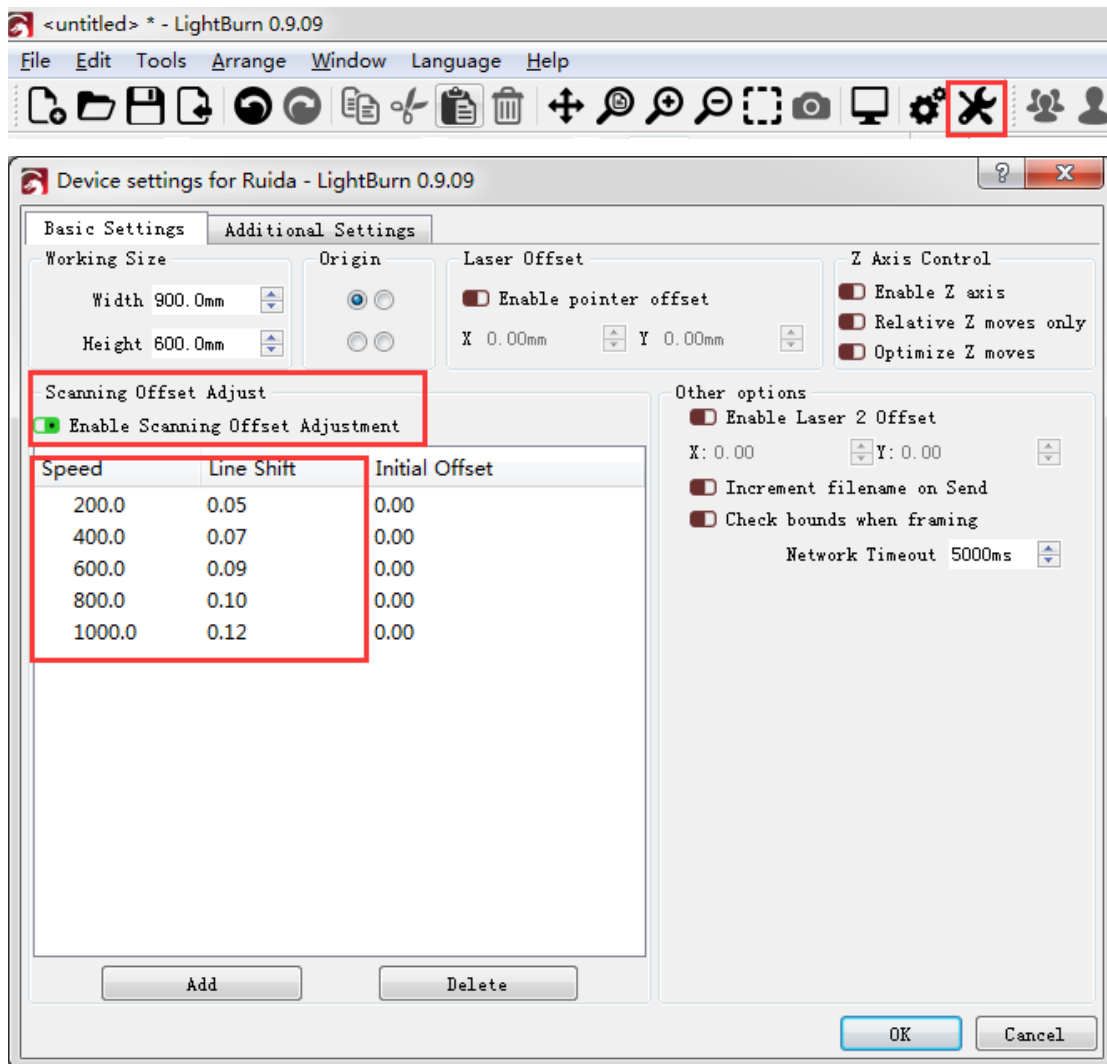 <untitled> * - LightBurn 0.9.09
File Edit Tools Arrange Window Language Help
Device settings for Ruida - LightBurn 0.9.09
Basic Settings Additional Settings
Working Size Origin Laser Offset Z Axis Control
Width 900.0mm Enable pointer offset Enable Z axis
Height 600.0mm X 0.00mm Y 0.00mm Relative Z moves only
Optimize Z moves
Scanning Offset Adjust Other options
Enable Scanning Offset Adjustment Enable Laser 2 Offset
X: 0.00 Y: 0.00
Speed Line Shift Initial Offset Increment filename on Send
200.0 0.05 0.00 Check bounds when framing
400.0 0.07 0.00 Network Timeout 5000ms
600.0 0.09 0.00
800.0 0.10 0.00
1000.0 0.12 0.00
Add Delete
OK Cancel